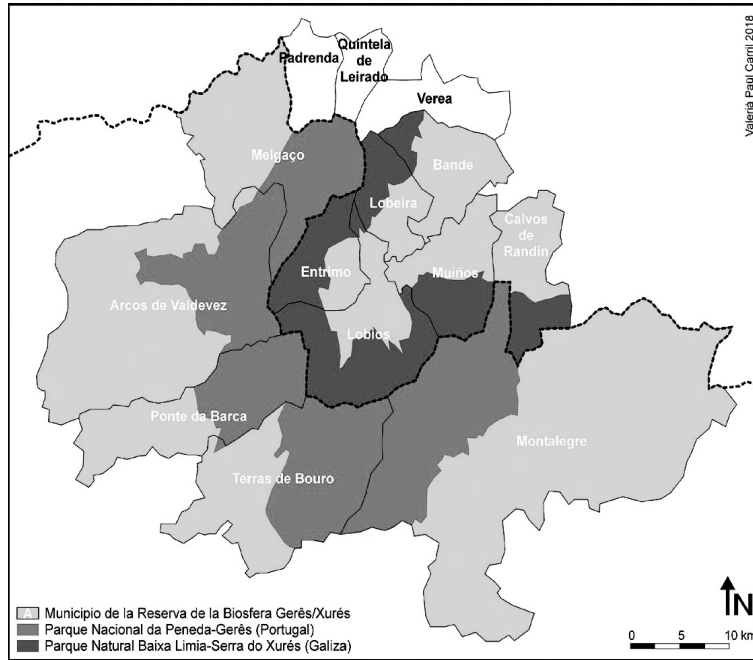 Valerià Paül Carril 2018
Padrenda
Quintela
de
Leirado
Verea
Melgaço
Bande
Lobeira
Calvos
de
Randín
Entrimo
Muíños
Arcos de Valdevez
Lobios
Ponte da Barca
Montalegre
Terras de Bouro
A Municipio de la Reserva de la Biosfera Gerês/Xurés
Parque Nacional da Peneda-Gerês (Portugal)
Parque Natural Baixa Limia-Serra do Xurés (Galiza)
N
0 5 10 km